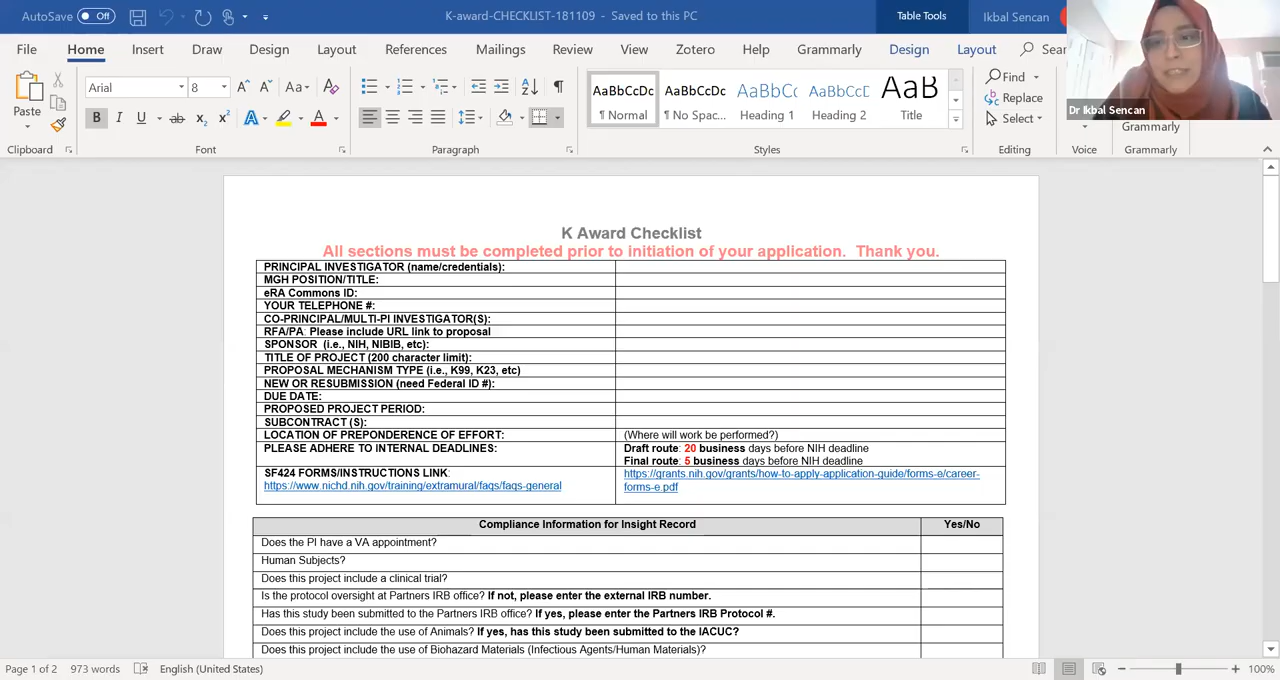 AutoSave Off
K-award-CHECKLIST-181109 - Saved to this PC
Table Tools
Ikbal Sencan
File Home Insert Draw Design Layout References Mailings Review View Zotero Help Grammarly Design Layout Sear
Dr Ikbal Sencan
Paste
Clipboard
Arial 8
Font
Paragraph
AaBbCcDc ¶ Normal
AaBbCcDc ¶ No Spac...
AaBbCc Heading 1
AaBbCcD Heading 2
AaB Title
Styles
Find
Replace
Select
Editing
Voice
Grammarly
Grammarly
K Award Checklist
All sections must be completed prior to initiation of your application. Thank you.
PRINCIPAL INVESTIGATOR (name/credentials):
MGH POSITION/TITLE:
eRA Commons ID:
YOUR TELEPHONE #:
CO-PRINCIPAL/MULTI-PI INVESTIGATOR(S):
RFA/PA: Please include URL link to proposal
SPONSOR (i.e., NIH, NIBIB, etc):
TITLE OF PROJECT (200 character limit):
PROPOSAL MECHANISM TYPE (i.e., K99, K23, etc)
NEW OR RESUBMISSION (need Federal ID #):
DUE DATE:
PROPOSED PROJECT PERIOD:
SUBCONTRACT (S):
LOCATION OF PREPONDERENCE OF EFFORT: (Where will work be performed?)
PLEASE ADHERE TO INTERNAL DEADLINES: Draft route: 20 business days before NIH deadline
Final route: 5 business days before NIH deadline
SF424 FORMS/INSTRUCTIONS LINK:
https://www.nichd.nih.gov/training/extramural/faqs/faqs-general
https://grants.nih.gov/grants/how-to-apply-application-guide/forms-e/career-
forms-e.pdf
Compliance Information for Insight Record Yes/No
Does the PI have a VA appointment?
Human Subjects?
Does this project include a clinical trial?
Is the protocol oversight at Partners IRB office? If not, please enter the external IRB number.
Has this study been submitted to the Partners IRB office? If yes, please enter the Partners IRB Protocol #.
Does this project include the use of Animals? If yes, has this study been submitted to the IACUC?
Does this project include the use of Biohazard Materials (Infectious Agents/Human Materials)?
Page 1 of 2 973 words English (United States) 100%